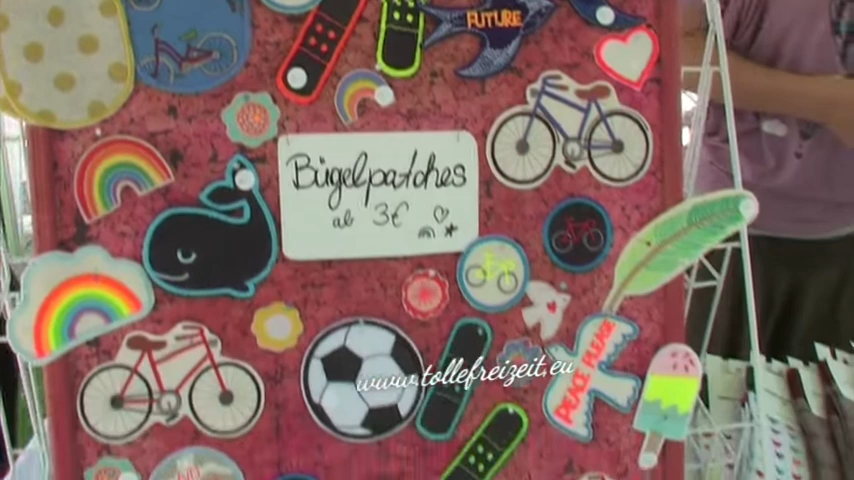 FUTURE
Bügelpatches
ab 3€
www.tollefreizeit.eu
PEACE PLEASE